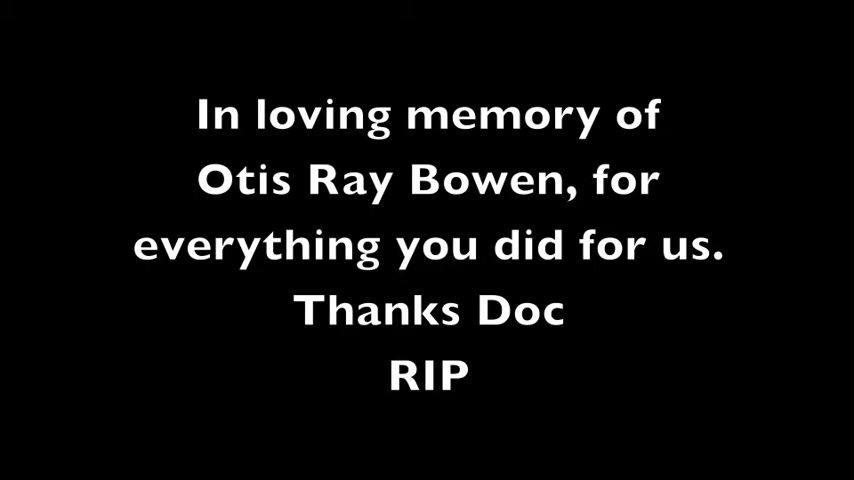 In loving memory of
Otis Ray Bowen, for
everything you did for us.
Thanks Doc
RIP